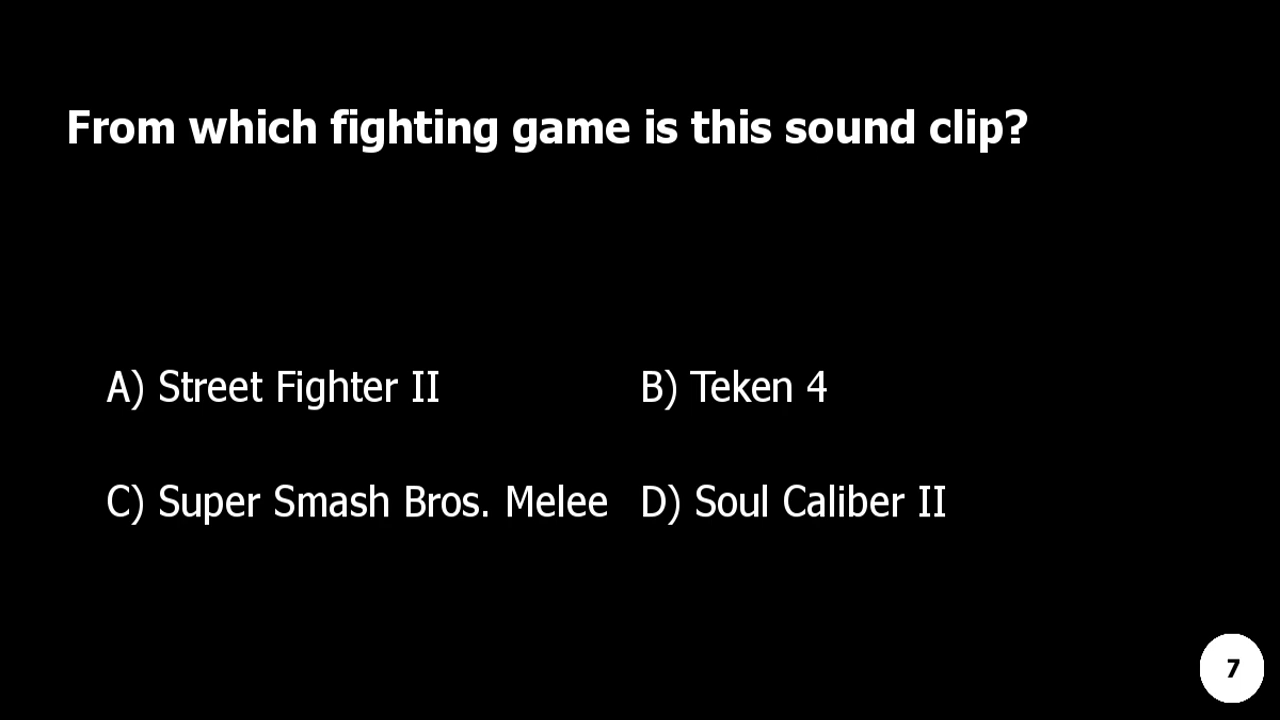 From which fighting game is this sound clip?
A) Street Fighter II B) Teken 4
C) Super Smash Bros. Melee D) Soul Caliber II
7